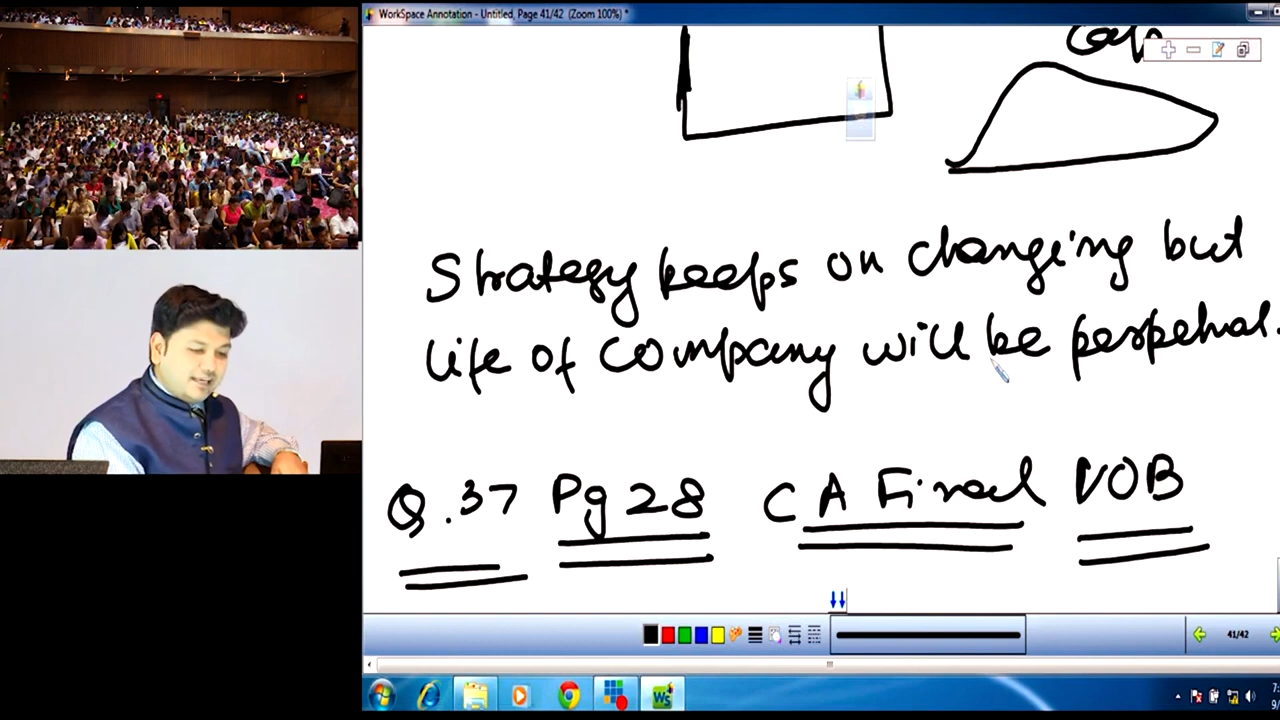 WorkSpace Annotation - Untitled, Page 41/42 (Zoom 100%) *
Strategy keeps on changing but
life of company will be perpetual.
Q.37 Pg 28 CA Final VOB
41/42